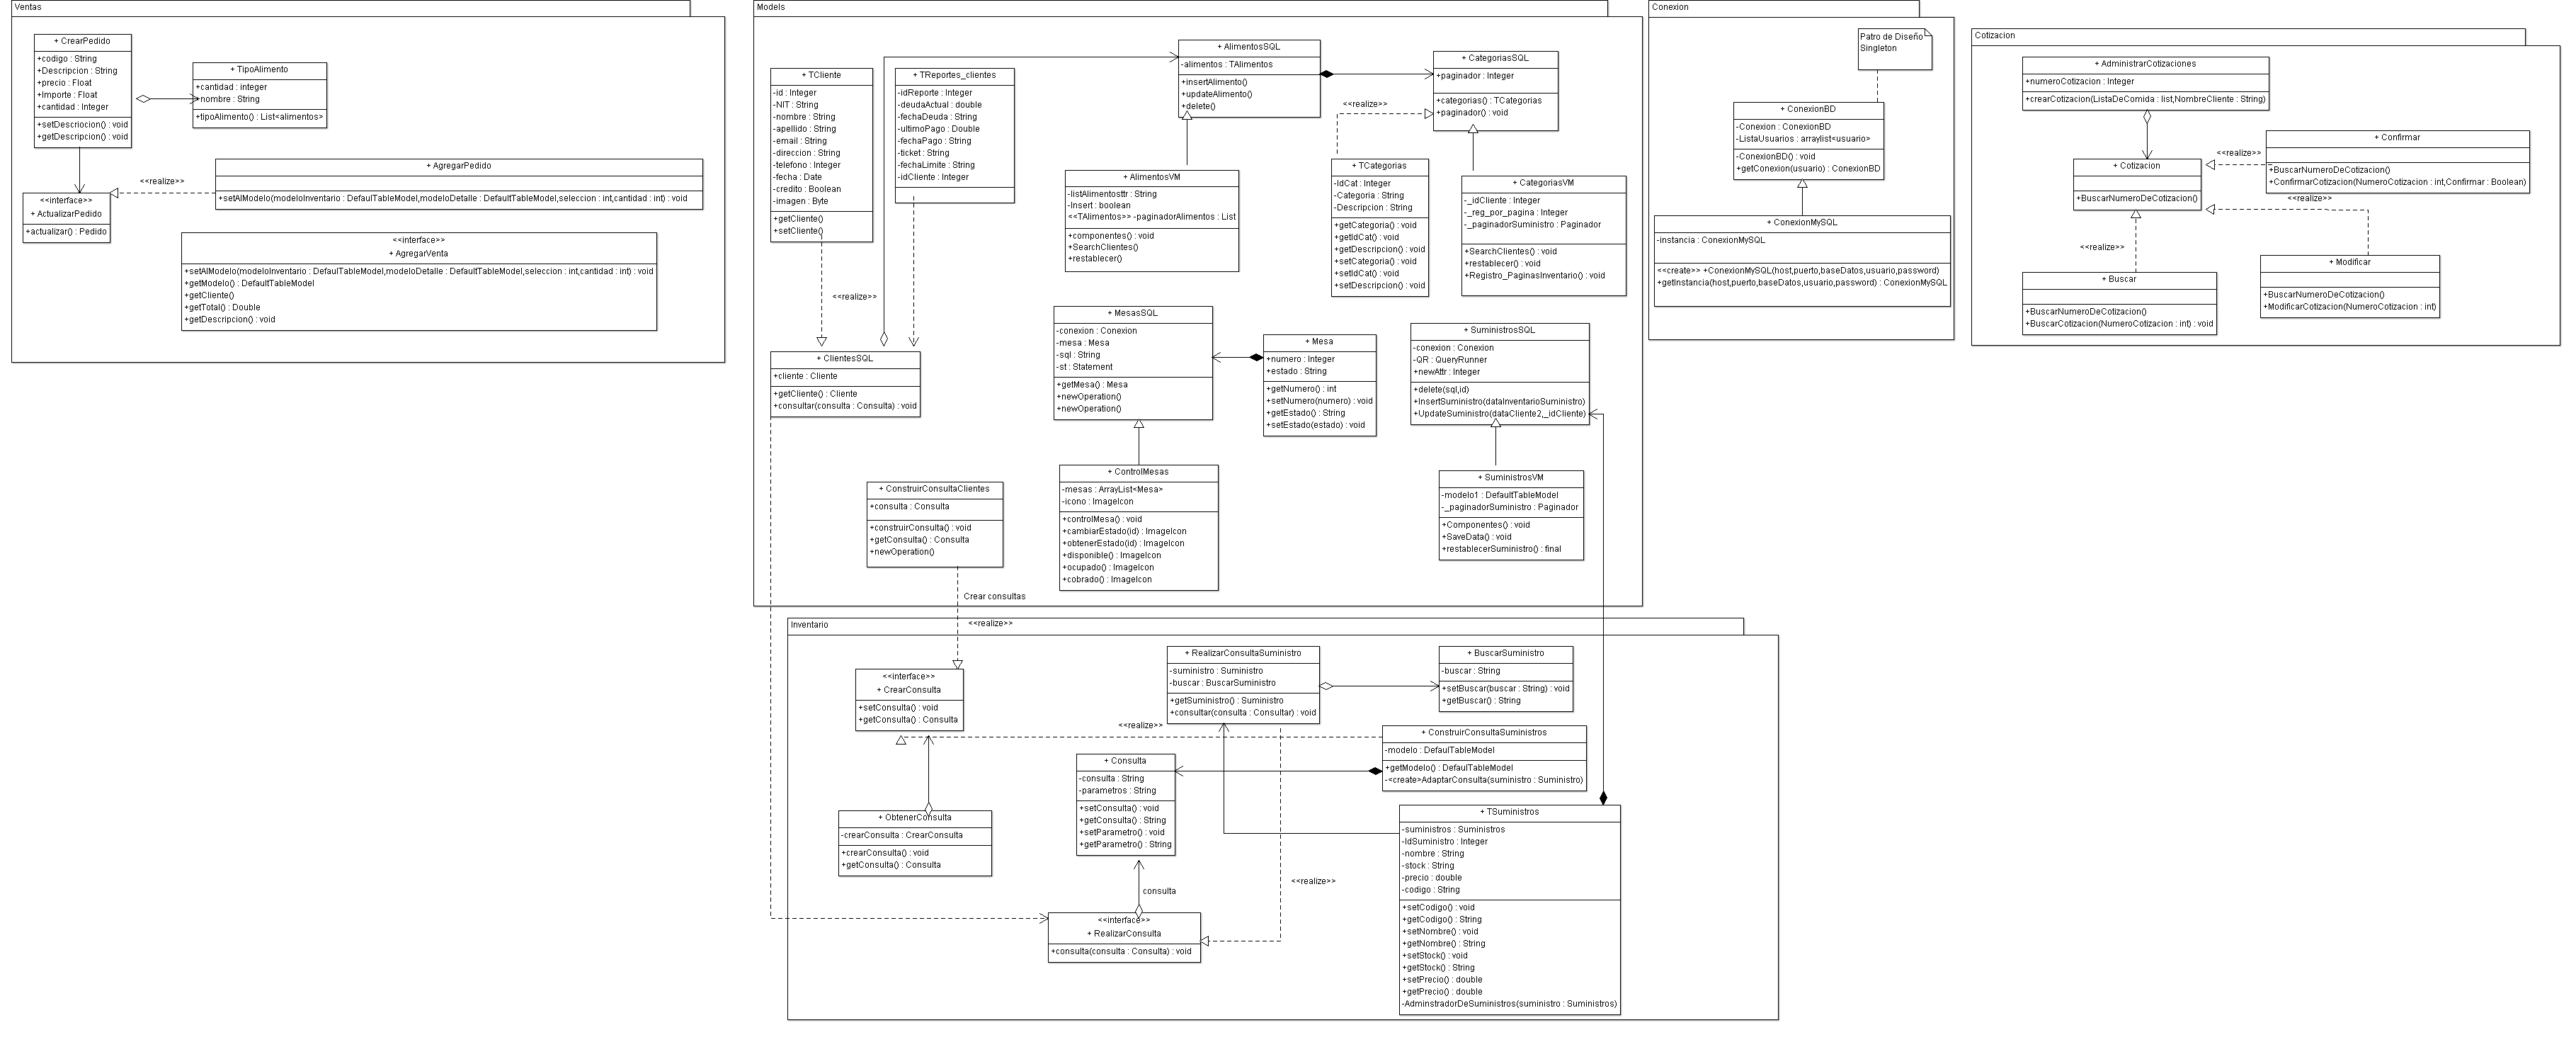 Ventas
+ CrearPedido
+codigo : String
+Descripcion : String
+precio : Float
+Importe : Float
+cantidad : Integer
+setDescriocion() : void
+getDescripcion() : void
+ TipoAlimento
+cantidad : integer
+nombre : String
+tipoAlimento() : List<alimentos>
+ AgregarPedido
+setAlModelo(modeloInventario : DefaulTableModel,modeloDetalle : DefaultTableModel,seleccion : int,cantidad : int) : void
<<realize>>
<<interface>>
+ ActualizarPedido
+actualizar() : Pedido
<<interface>>
+ AgregarVenta
+setAlModelo(modeloInventario : DefaulTableModel,modeloDetalle : DefaultTableModel,seleccion : int,cantidad : int) : void
+getModelo() : DefaultTableModel
+getCliente()
+getTotal() : Double
+getDescripcion() : void
Models
+ TCliente
-id : Integer
-NIT : String
-nombre : String
-apellido : String
-email : String
-direccion : String
-telefono : Integer
-fecha : Date
-credito : Boolean
-imagen : Byte
+getCliente()
+setCliente()
+ TReportes_clientes
-idReporte : Integer
-deudaActual : double
-fechaDeuda : String
-ultimoPago : Double
-fechaPago : String
-ticket : String
-fechaLimite : String
-idCliente : Integer
<<realize>>
+ ClientesSQL
+cliente : Cliente
+getCliente() : Cliente
+consultar(consulta : Consulta) : void
+ AlimentosSQL
-alimentos : TAlimentos
+insertAlimento()
+updateAlimento()
+delete()
+ CategoriasSQL
+paginador : Integer
+categorias() : TCategorias
+paginador() : void
<<realize>>
+ AlimentosVM
-listAlimentosttr : String
-Insert : boolean
<<TAlimentos>> -paginadorAlimentos : List
+componentes() : void
+SearchClientes()
+restablecer()
+ TCategorias
-IdCat : Integer
-Categoria : String
-Descripcion : String
+getCategoria() : void
+getIdCat() : void
+getDescripcion() : void
+setCategoria() : void
+setIdCat() : void
+setDescripcion() : void
+ CategoriasVM
-_idCliente : Integer
-_reg_por_pagina : Integer
-_paginadorSuministro : Paginador
+SearchClientes() : void
+restablecer() : void
+Registro_PaginasInventario() : void
+ MesasSQL
-conexion : Conexion
-mesa : Mesa
-sql : String
-st : Statement
+getMesa() : Mesa
+newOperation()
+newOperation()
+ Mesa
+numero : Integer
+estado : String
+getNumero() : int
+setNumero(numero) : void
+getEstado() : String
+setEstado(estado) : void
+ SuministrosSQL
-conexion : Conexion
-QR : QueryRunner
+newAttr : Integer
+delete(sql,id)
+InsertSuministro(dataInventarioSuministro)
+UpdateSuministro(dataCliente2,_idCliente)
+ ControlMesas
-mesas : ArrayList<Mesa>
-icono : ImageIcon
+controlMesa() : void
+cambiarEstado(id) : ImageIcon
+obtenerEstado(id) : ImageIcon
+disponible() : ImageIcon
+ocupado() : ImageIcon
+cobrado() : ImageIcon
+ SuministrosVM
-modelo1 : DefaultTableModel
-_paginadorSuministro : Paginador
+Componentes() : void
+SaveData() : void
+restablecerSuministro() : final
+ ConstruirConsultaClientes
+consulta : Consulta
+construirConsulta() : void
+getConsulta() : Consulta
+newOperation()
Crear consultas
<<realize>>
Conexion
Patro de Diseño
Singleton
+ ConexionBD
-Conexion : ConexionBD
-ListaUsuarios : arraylist<usuario>
-ConexionBD() : void
+getConexion(usuario) : ConexionBD
+ ConexionMySQL
-instancia : ConexionMySQL
<<create>> +ConexionMySQL(host,puerto,baseDatos,usuario,password)
+getInstancia(host,puerto,baseDatos,usuario,password) : ConexionMySQL
Cotizacion
+ AdministrarCotizaciones
+numeroCotizacion : Integer
+crearCotizacion(ListaDeComida : list,NombreCliente : String)
+ Cotizacion
+BuscarNumeroDeCotizacion()
<<realize>>
+ Confirmar
+BuscarNumeroDeCotizacion()
+ConfirmarCotizacion(NumeroCotizacion : int,Confirmar : Boolean)
<<realize>>
<<realize>>
+ Buscar
+BuscarNumeroDeCotizacion()
+BuscarCotizacion(NumeroCotizacion : int) : void
+ Modificar
+BuscarNumeroDeCotizacion()
+ModificarCotizacion(NumeroCotizacion : int)
Inventario
<<interface>>
+ CrearConsulta
+setConsulta() : void
+getConsulta() : Consulta
+ RealizarConsultaSuministro
-suministro : Suministro
-buscar : BuscarSuministro
+getSuministro() : Suministro
+consultar(consulta : Consultar) : void
+ BuscarSuministro
-buscar : String
+setBuscar(buscar : String) : void
+getBuscar() : String
<<realize>>
+ ConstruirConsultaSuministros
-modelo : DefaulTableModel
+getModelo() : DefaulTableModel
-<create>AdaptarConsulta(suministro : Suministro)
+ Consulta
-consulta : String
-parametros : String
+setConsulta() : void
+getConsulta() : String
+setParametro() : void
+getParametro() : String
+ ObtenerConsulta
-crearConsulta : CrearConsulta
+crearConsulta() : void
+getConsulta() : Consulta
consulta
<<realize>>
<<interface>>
+ RealizarConsulta
+consulta(consulta : Consulta) : void
+ TSuministros
-suministros : Suministros
-IdSuministro : Integer
-nombre : String
-stock : String
-precio : double
-codigo : String
+setCodigo() : void
+getCodigo() : String
+setNombre() : void
+getNombre() : String
+setStock() : void
+getStock() : String
+setPrecio() : double
+getPrecio() : double
-AdminstradorDeSuministros(suministro : Suministros)